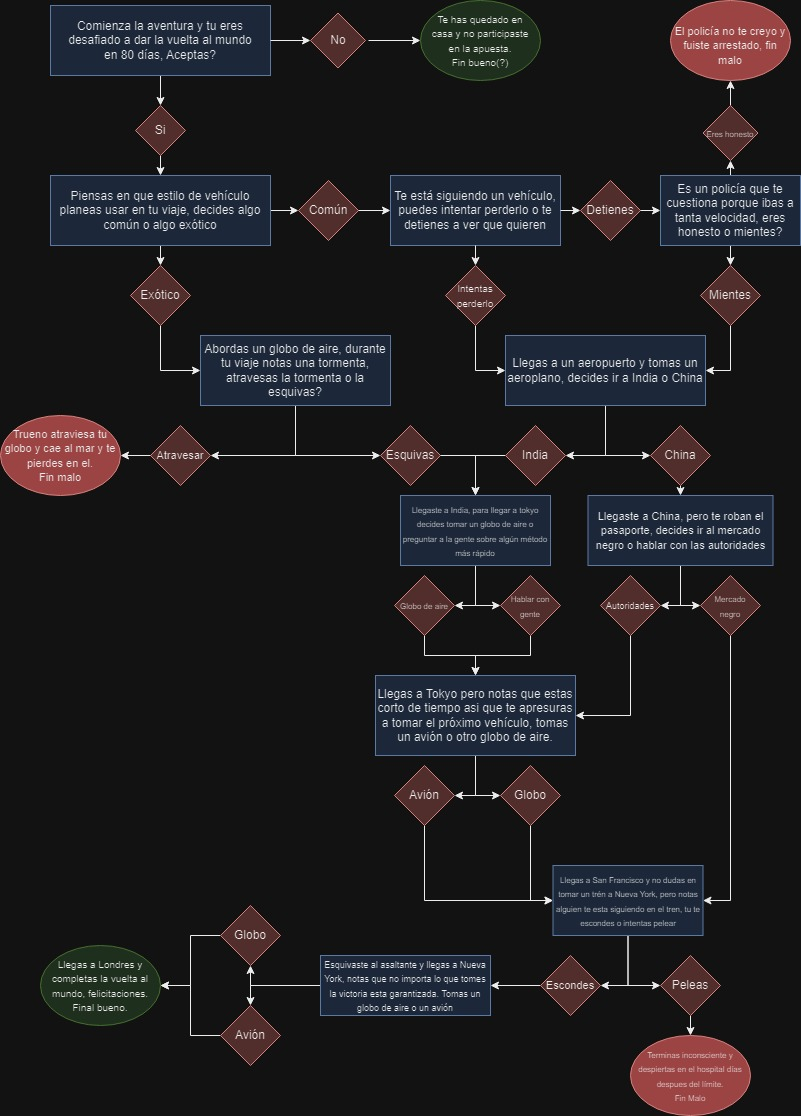 Comienza la aventura y tu eres
desafiado a dar la vuelta al mundo
en 80 días, Aceptas?
No
Te has quedado en
casa y no participaste
en la apuesta.
Fin bueno(?)
El policía no te creyo y
fuiste arrestado, fin
malo
Si
Eres honesto
Piensas en que estilo de vehículo
planeas usar en tu viaje, decides algo
común o algo exótico
Común
Te está siguiendo un vehículo,
puedes intentar perderlo o te
detienes a ver que quieren
Detienes
Es un policía que te
cuestiona porque ibas a
tanta velocidad, eres
honesto o mientes?
Exótico
Intentas
perderlo
Mientes
Abordas un globo de aire, durante
tu viaje notas una tormenta,
atravesas la tormenta o la
esquivas?
Llegas a un aeropuerto y tomas un
aeroplano, decides ir a India o China
Trueno atraviesa tu
globo y cae al mar y te
pierdes en el.
Fin malo
Atravesar
Esquivas
India
China
Llegaste a India, para llegar a tokyo
decides tomar un globo de aire o
preguntar a la gente sobre algún método
más rápido
Llegaste a China, pero te roban el
pasaporte, decides ir al mercado
negro o hablar con las autoridades
Globo de aire
Hablar con
gente
Autoridades
Mercado
negro
Llegas a Tokyo pero notas que estas
corto de tiempo asi que te apresuras
a tomar el próximo vehículo, tomas
un avión o otro globo de aire.
Avión
Globo
Llegas a San Francisco y no dudas en
tomar un trén a Nueva York, pero notas
alguien te esta siguiendo en el tren, tu te
escondes o intentas pelear
Globo
Llegas a Londres y
completas la vuelta al
mundo, felicitaciones.
Final bueno.
Esquivaste al asaltante y llegas a Nueva
York, notas que no importa lo que tomes
la victoria esta garantizada. Tomas un
globo de aire o un avión
Escondes
Peleas
Avión
Terminas inconsciente y
despiertas en el hospital días
despues del límite.
Fin Malo